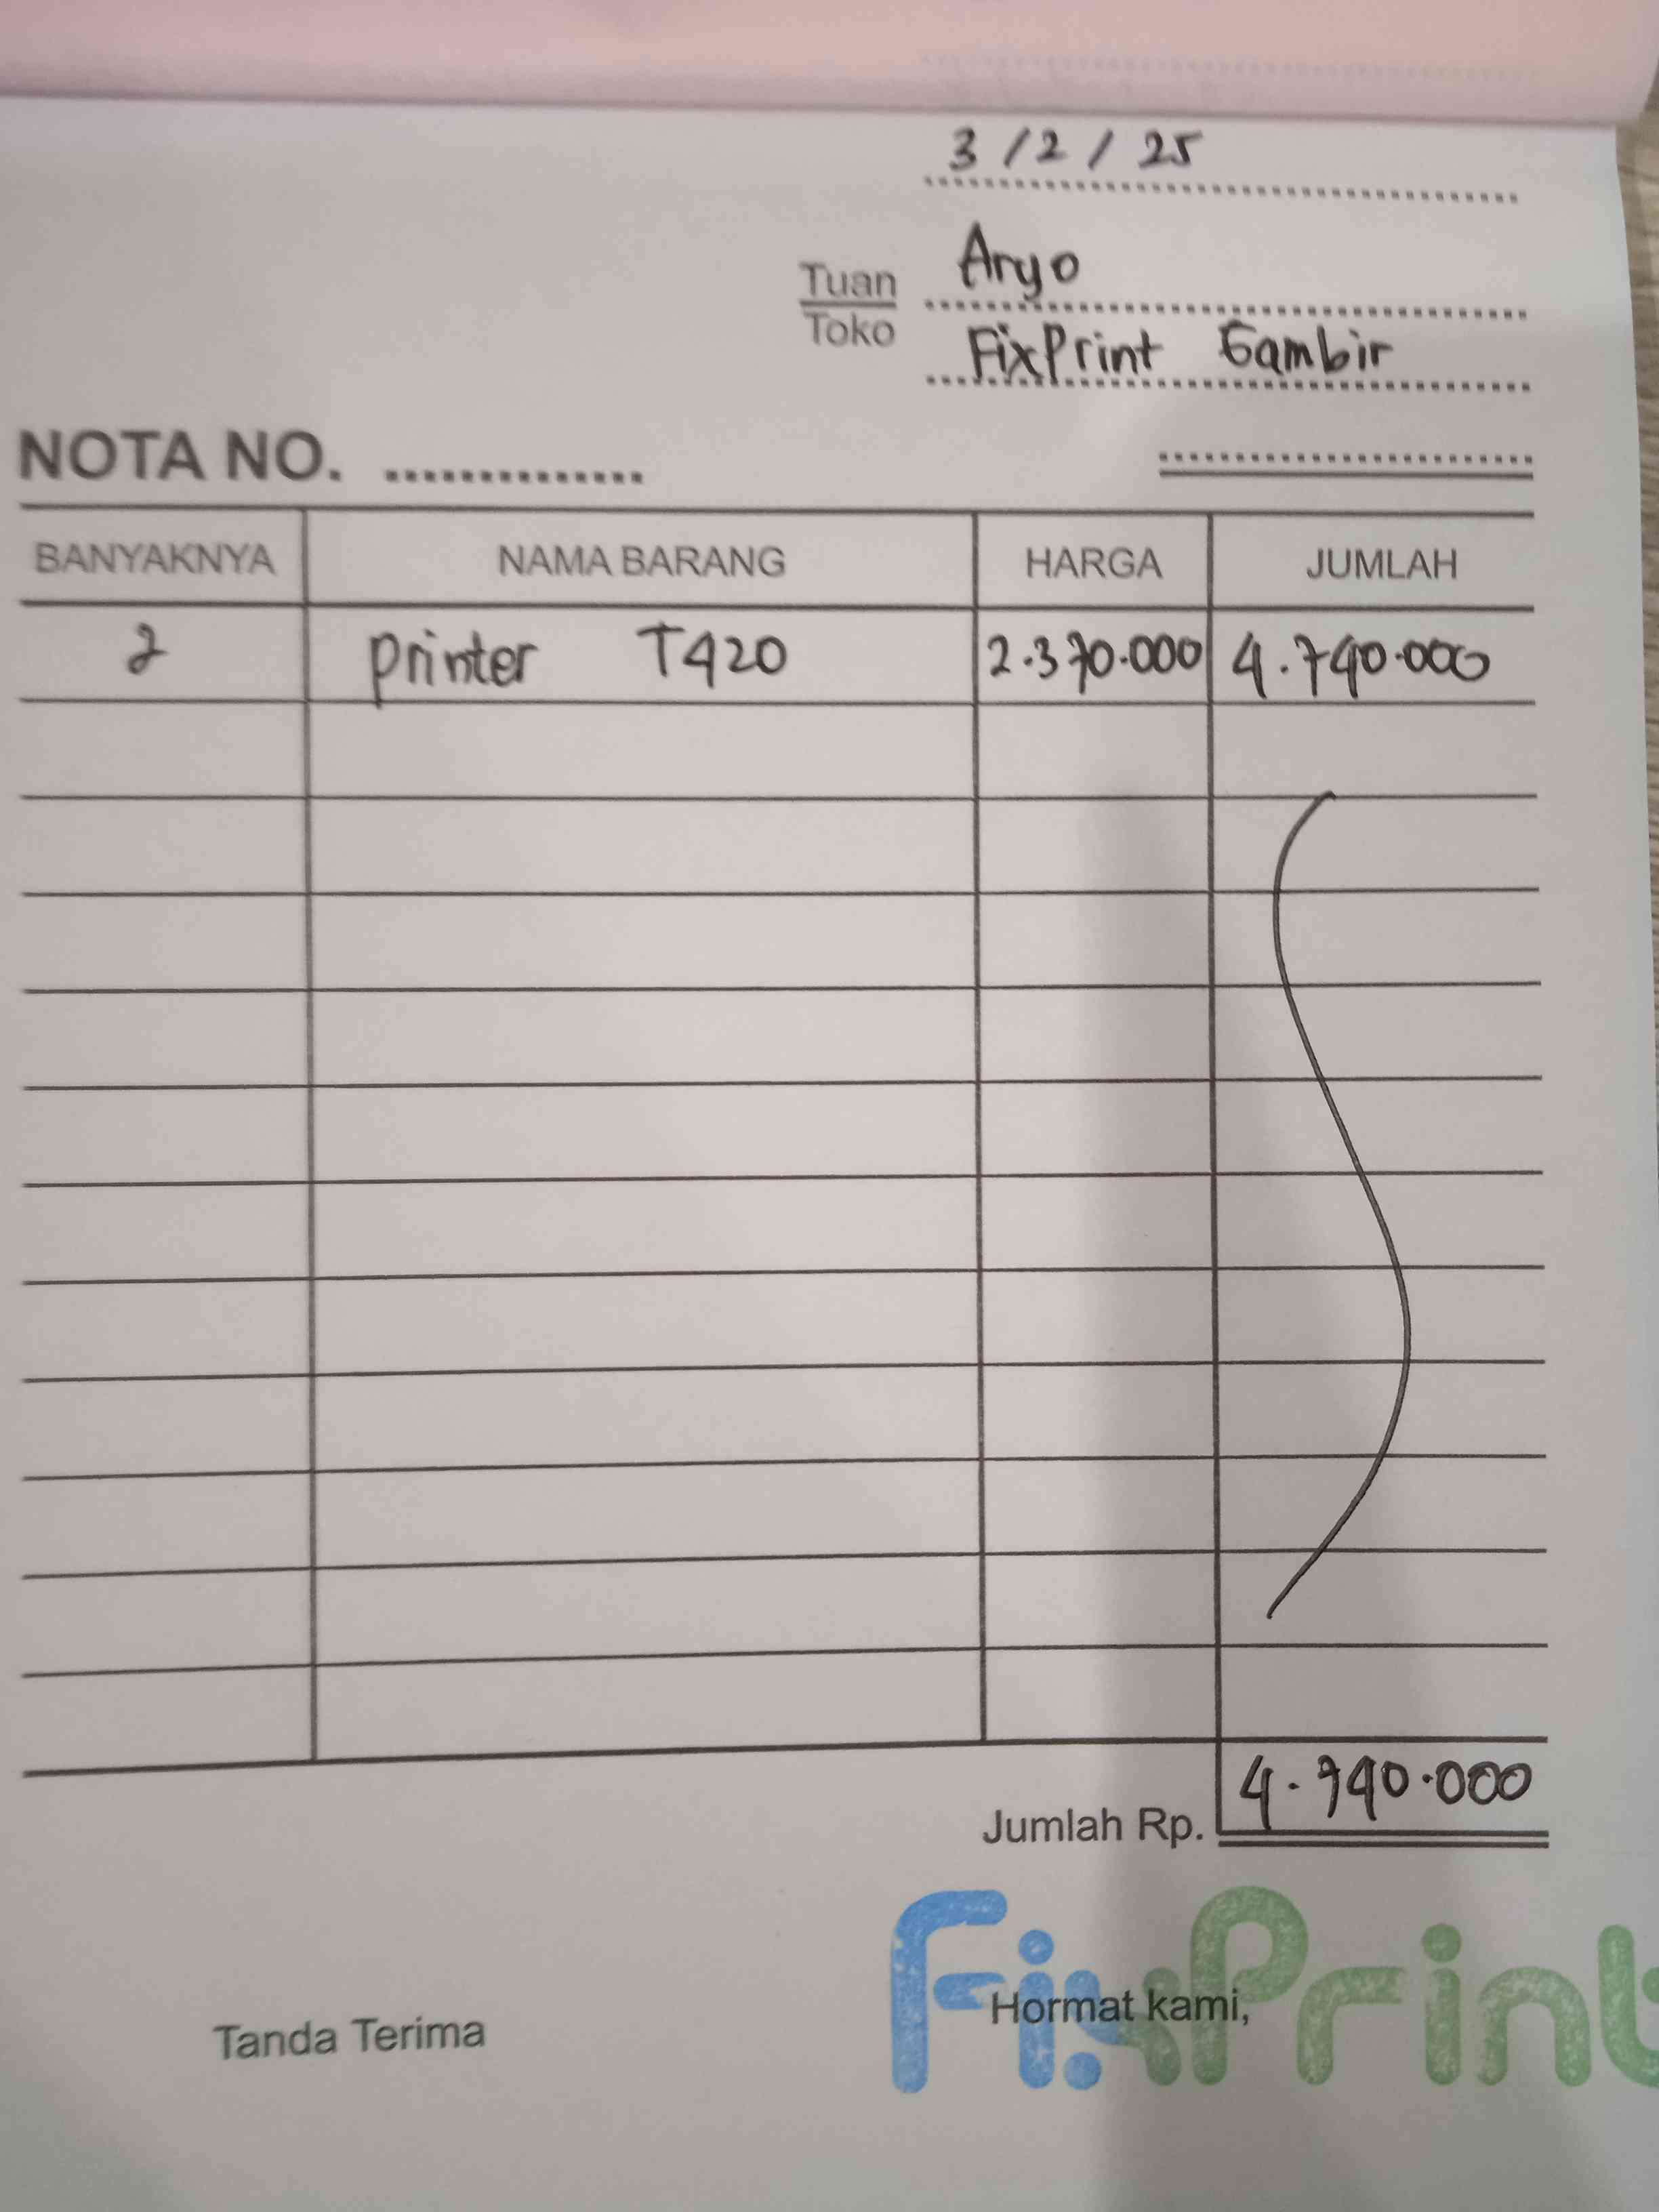 3 / 2 / 25
Tuan Aryo
Toko FixPrint Gambir
NOTA NO. ..............
BANYAKNYA NAMA BARANG HARGA JUMLAH
2 Printer T420 2.370.000 4.740.000
Jumlah Rp. 4.740.000
FixPrint
Tanda Terima Hormat kami,